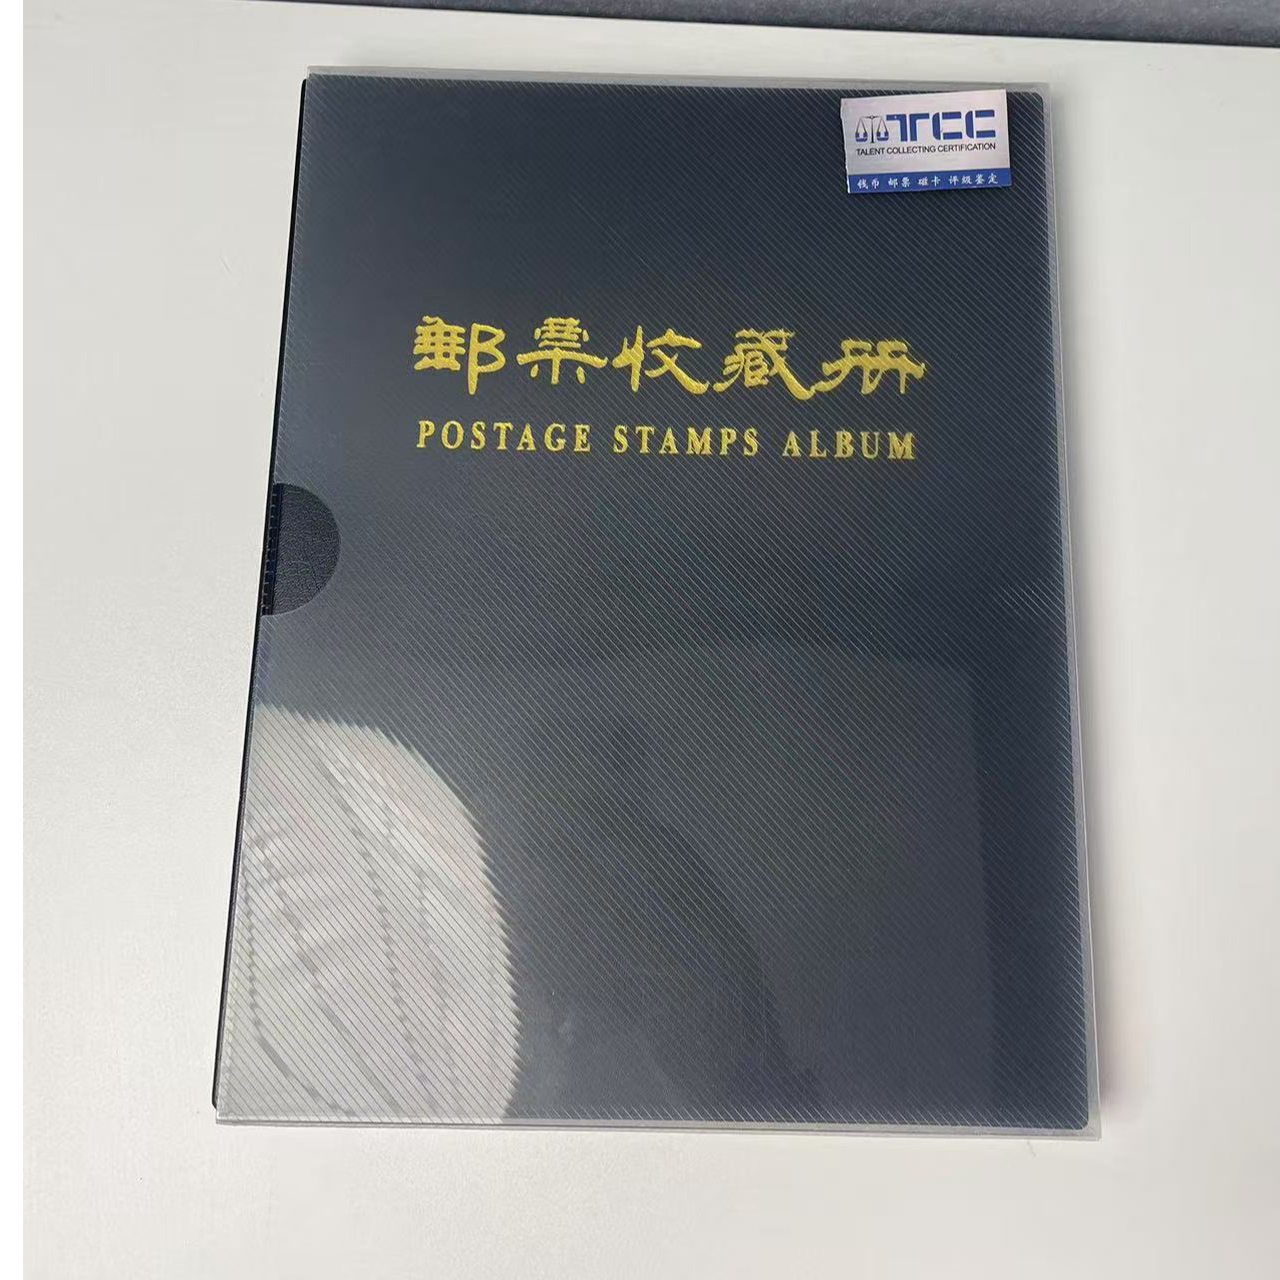 TCC
TALENT COLLECTING CERTIFICATION
钱币 邮票 磁卡 评级鉴定
郵票收藏册
POSTAGE STAMPS ALBUM